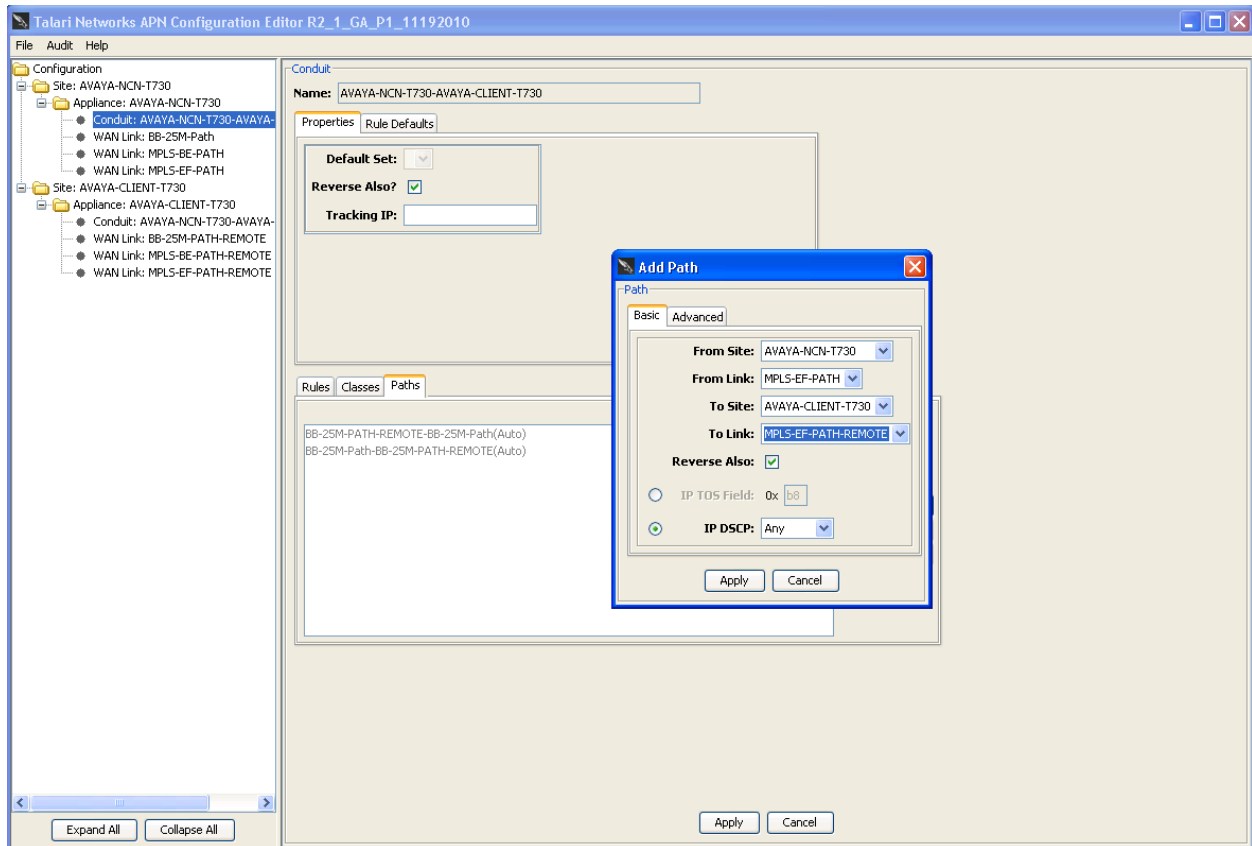 Talari Networks APN Configuration Editor R2_1_GA_P1_11192010
File Audit Help
Configuration
Site: AVAYA-NCN-T730
Appliance: AVAYA-NCN-T730
Conduit: AVAYA-NCN-T730-AVAYA-
WAN Link: BB-25M-Path
WAN Link: MPLS-BE-PATH
WAN Link: MPLS-EF-PATH
Site: AVAYA-CLIENT-T730
Appliance: AVAYA-CLIENT-T730
Conduit: AVAYA-NCN-T730-AVAYA-
WAN Link: BB-25M-PATH-REMOTE
WAN Link: MPLS-BE-PATH-REMOTE
WAN Link: MPLS-EF-PATH-REMOTE
Expand All Collapse All
Conduit
Name: AVAYA-NCN-T730-AVAYA-CLIENT-T730
Properties Rule Defaults
Default Set:
Reverse Also?
Tracking IP:
Rules Classes Paths
BB-25M-PATH-REMOTE-BB-25M-Path(Auto)
BB-25M-Path-BB-25M-PATH-REMOTE(Auto)
Add Path
Path
Basic Advanced
From Site: AVAYA-NCN-T730
From Link: MPLS-EF-PATH
To Site: AVAYA-CLIENT-T730
To Link: MPLS-EF-PATH-REMOTE
Reverse Also:
IP TOS Field: 0x b8
IP DSCP: Any
Apply Cancel
Apply Cancel